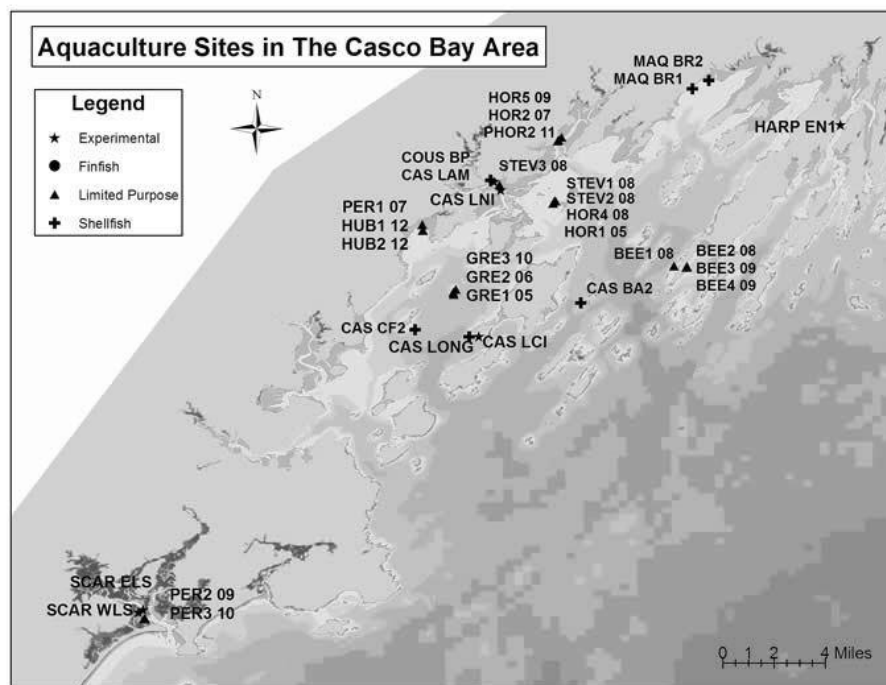 Aquaculture Sites in The Casco Bay Area
Legend
Experimental
Finfish
Limited Purpose
Shellfish
N
MAQ BR2
MAQ BR1
HARP EN1
HOR5 09
HOR2 07
PHOR2 11
COUS BP
CAS LAM
STEV3 08
CAS LNI
STEV1 08
STEV2 08
HOR4 08
HOR1 05
PER1 07
HUB1 12
HUB2 12
GRE3 10
GRE2 06
GRE1 05
BEE1 08
BEE2 08
BEE3 09
BEE4 09
CAS BA2
CAS CF2
CAS LONG
CAS LCI
SCAR ELS
SCAR WLS
PER2 09
PER3 10
0 1 2 4 Miles